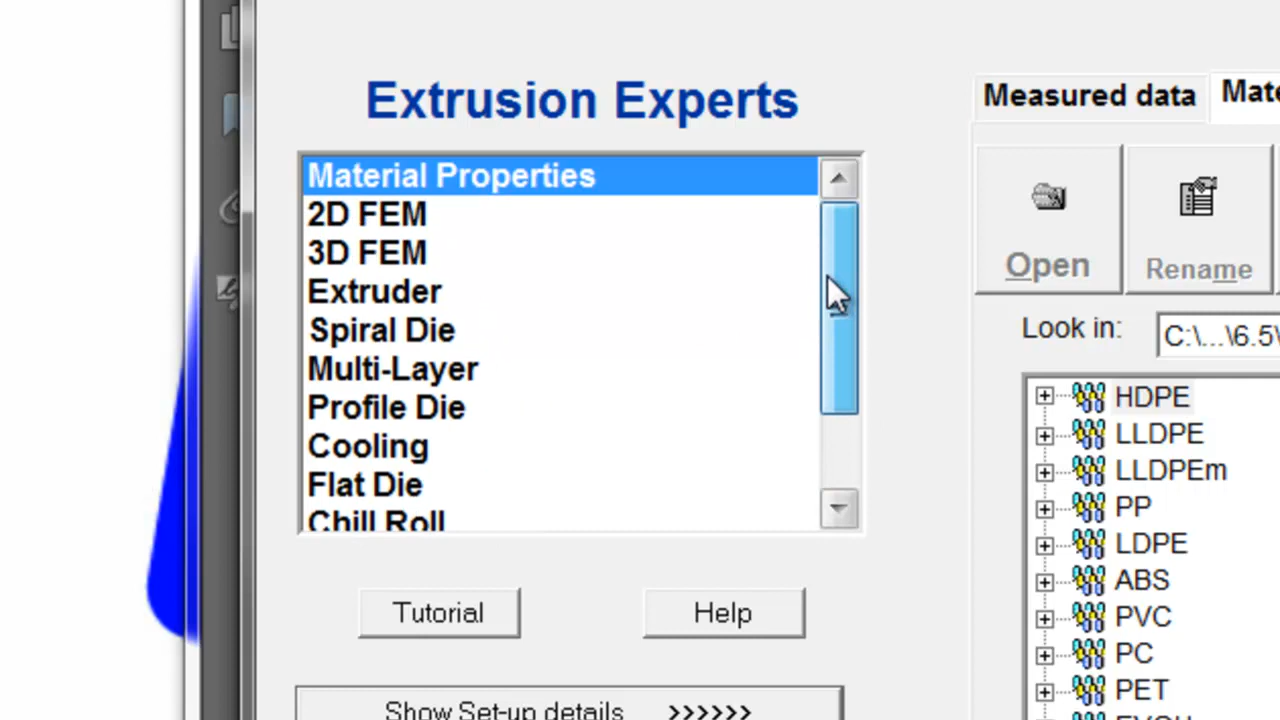 Extrusion Experts
Material Properties
2D FEM
3D FEM
Extruder
Spiral Die
Multi-Layer
Profile Die
Cooling
Flat Die
Chill Roll
Tutorial
Help
Show Set-up details >>>>>>
Measured data
Open
Rename
Look in:
C:\...\6.5\
HDPE
LLDPE
LLDPEm
PP
LDPE
ABS
PVC
PC
PET